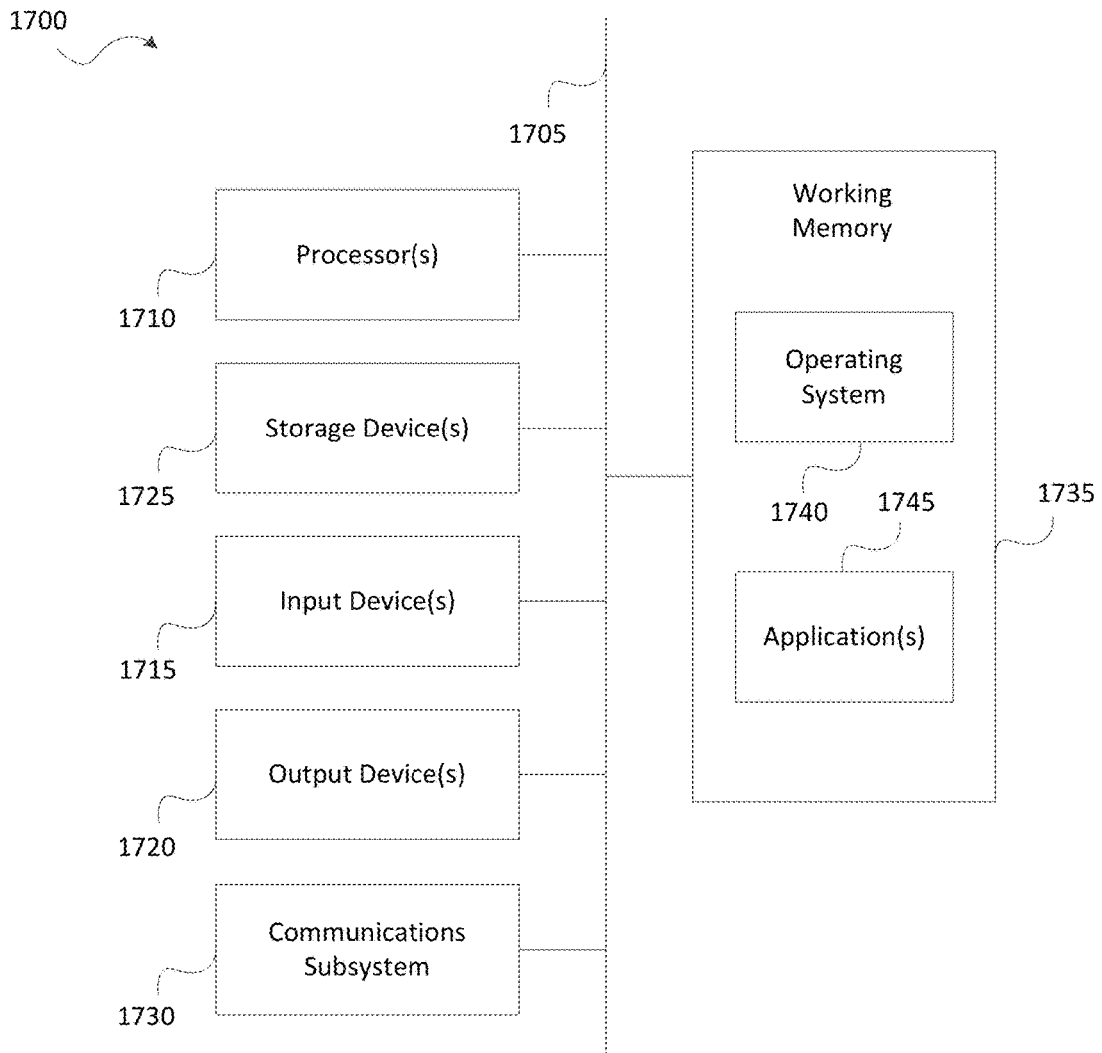 1700
1705
Processor(s)
1710
Storage Device(s)
1725
Input Device(s)
1715
Output Device(s)
1720
Communications
Subsystem
1730
Working
Memory
Operating
System
1740
1745
1735
Application(s)